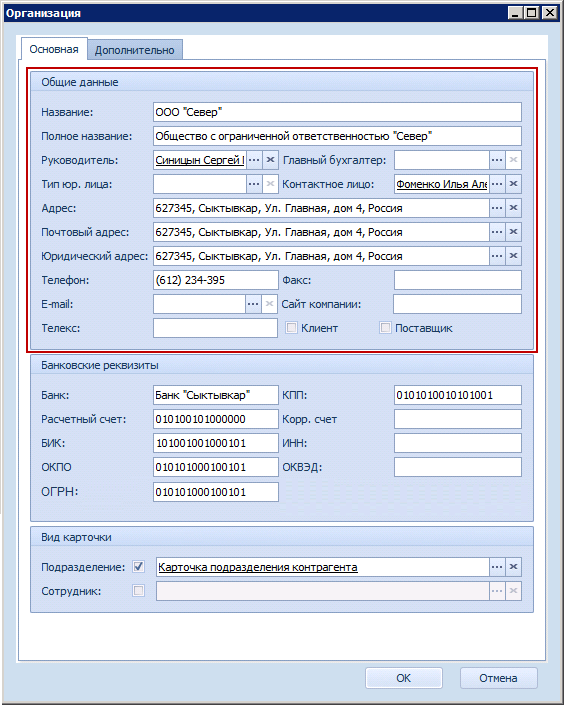 Организация
Основная Дополнительно
Общие данные
Название: ООО "Север"
Полное название: Общество с ограниченной ответственностью "Север"
Руководитель: Синицын Сергей Главный бухгалтер:
Тип юр. лица: Контактное лицо: Фоменко Илья Але
Адрес: 627345, Сыктывкар, Ул. Главная, дом 4, Россия
Почтовый адрес: 627345, Сыктывкар, Ул. Главная, дом 4, Россия
Юридический адрес: 627345, Сыктывкар, Ул. Главная, дом 4, Россия
Телефон: (612) 234-395 Факс:
E-mail: Сайт компании:
Телекс: Клиент Поставщик
Банковские реквизиты
Банк: Банк "Сыктывкар" КПП: 0101010010101001
Расчетный счет: 010100101000000 Корр. счет
БИК: 101001001000101 ИНН:
ОКПО 010101000100101 ОКВЭД:
ОГРН: 010101000100101
Вид карточки
Подразделение: Карточка подразделения контрагента
Сотрудник:
ОК Отмена